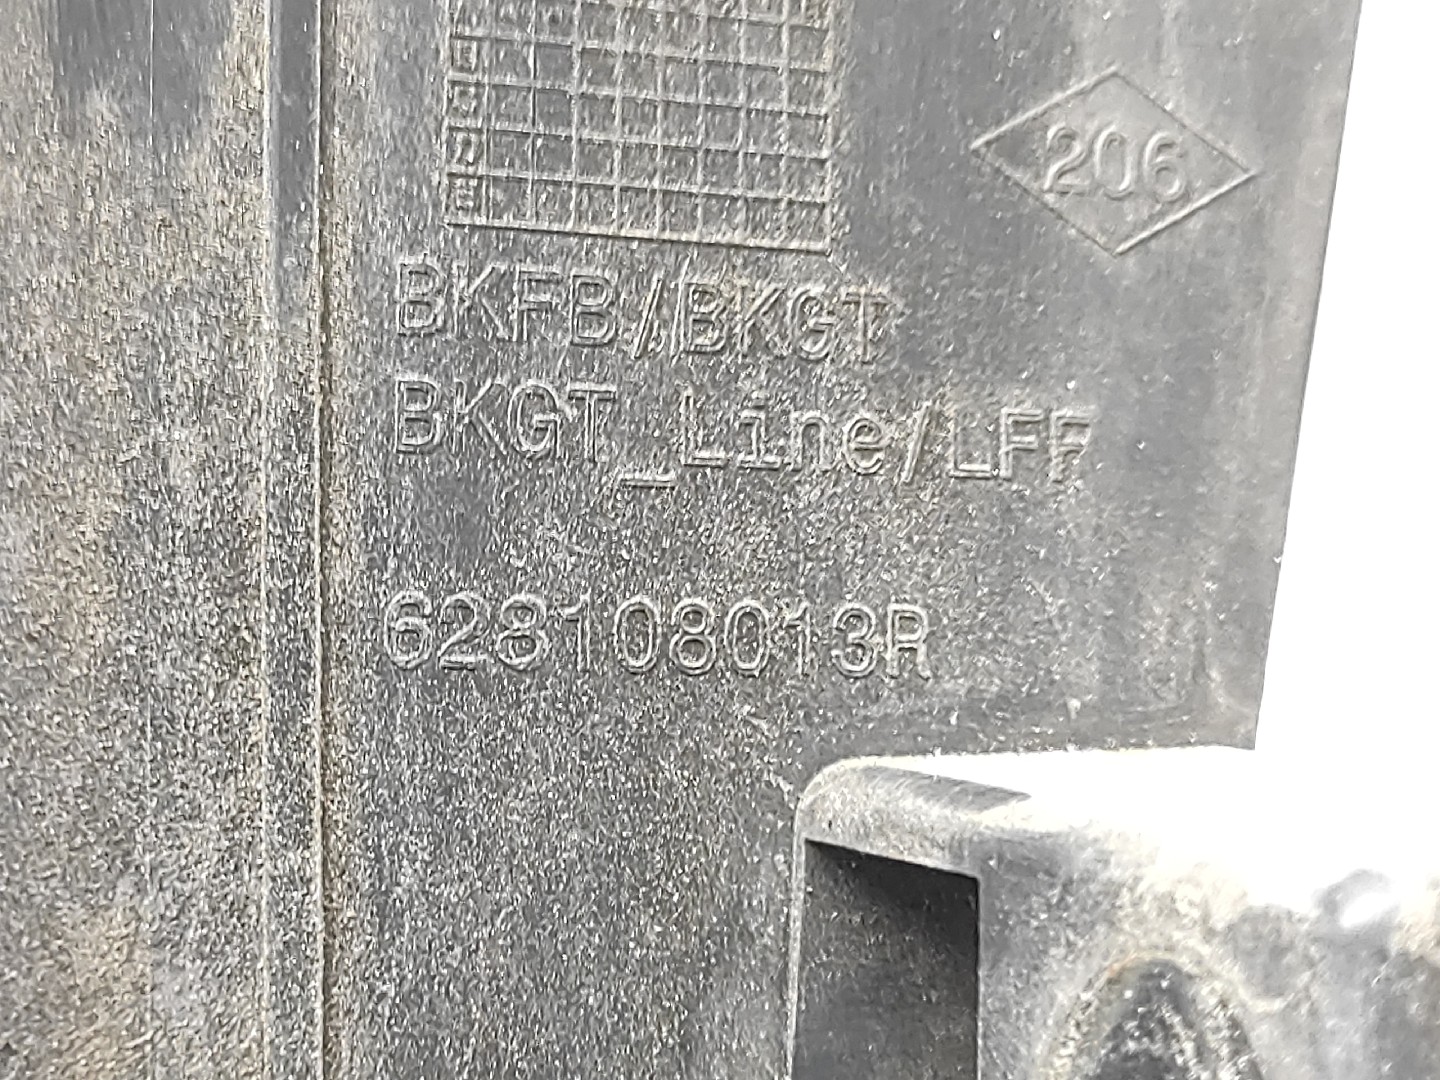 206
BKFB/BKGT
BKGT_Line/LFF
628108013R